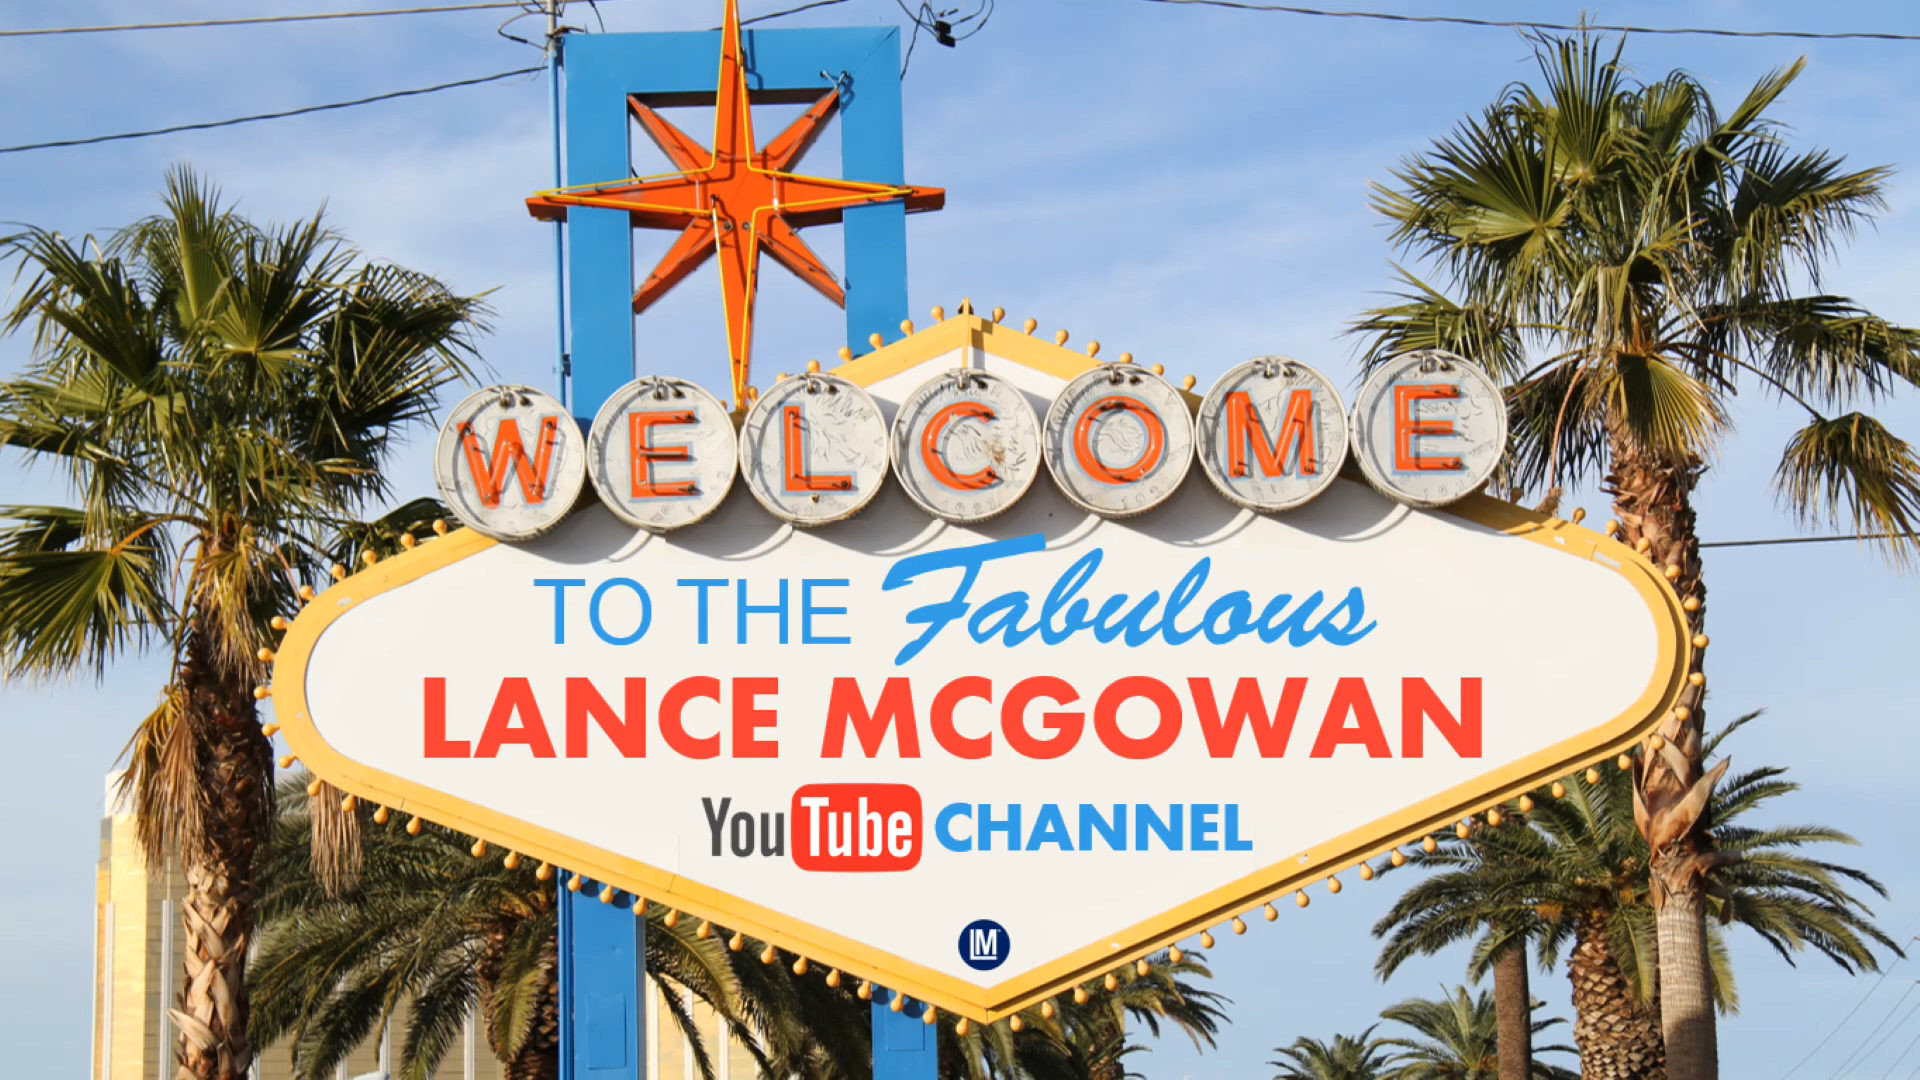 WELCOME
TO THE Fabulous
LANCE MCGOWAN
YouTube CHANNEL
LM